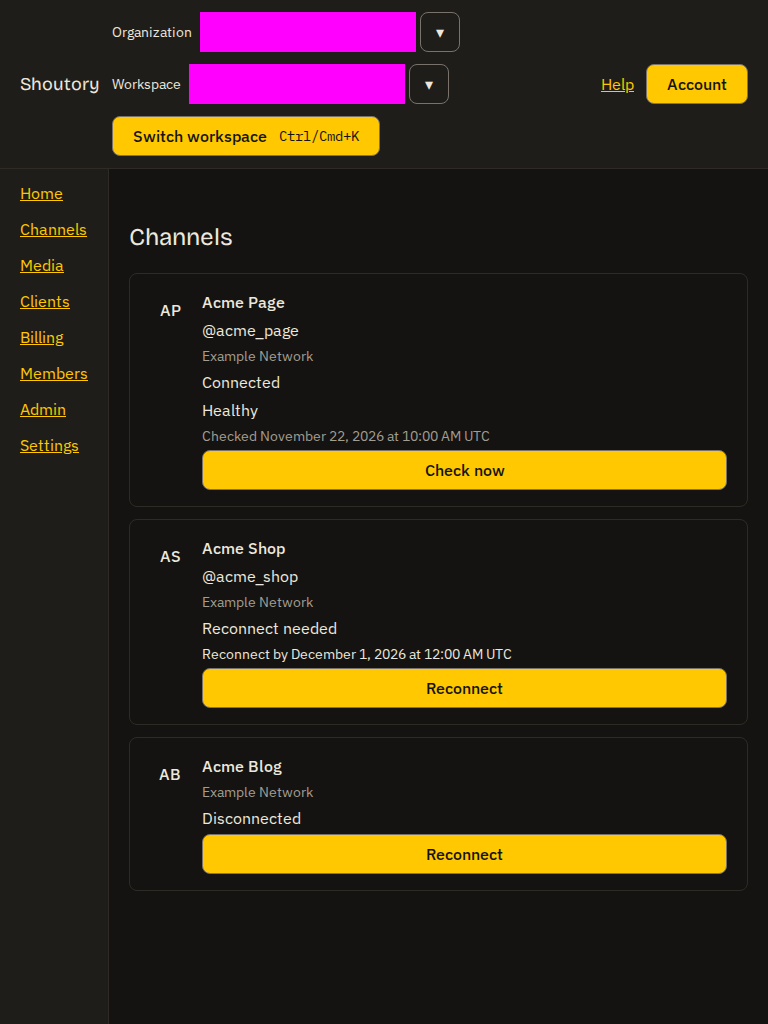 Organization
▼
Shoutory
Workspace
▼
Help
Account
Switch workspace Ctrl/Cmd+K
Home
Channels
Media
Clients
Billing
Members
Admin
Settings
Channels
AP
Acme Page
@acme_page
Example Network
Connected
Healthy
Checked November 22, 2026 at 10:00 AM UTC
Check now
AS
Acme Shop
@acme_shop
Example Network
Reconnect needed
Reconnect by December 1, 2026 at 12:00 AM UTC
Reconnect
AB
Acme Blog
Example Network
Disconnected
Reconnect